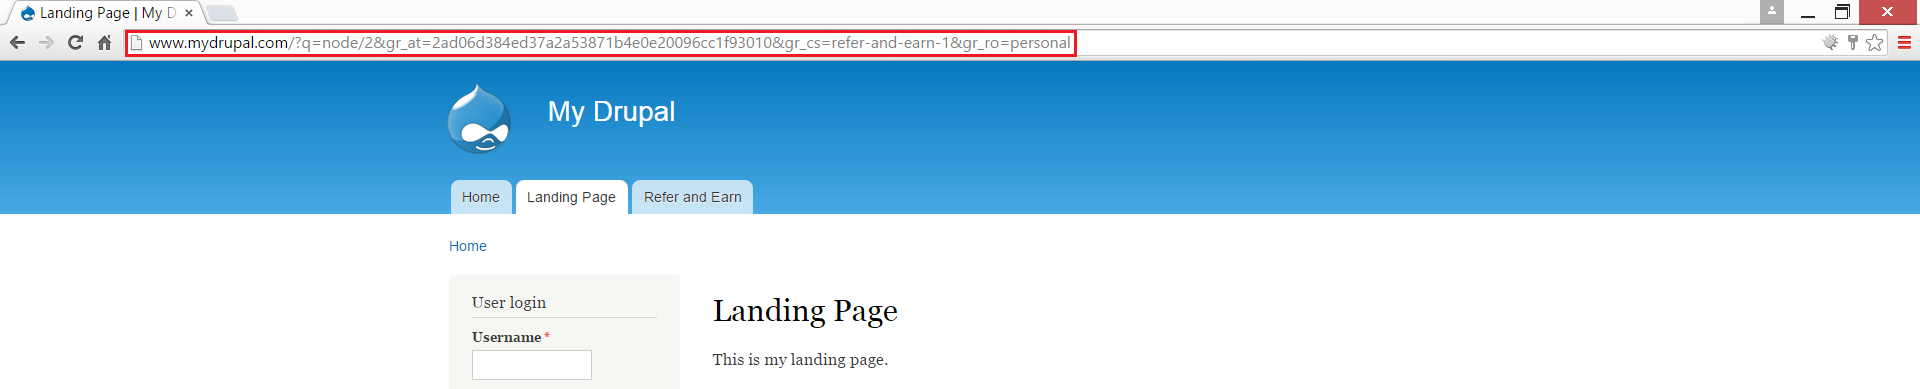 Landing Page | My D
www.mydrupal.com/?q=node/2&gr_at=2ad06d384ed37a2a53871b4e0e20096cc1f93010&gr_cs=refer-and-earn-1&gr_ro=personal
My Drupal
Home Landing Page Refer and Earn
Home
User login
Username *
Landing Page
This is my landing page.